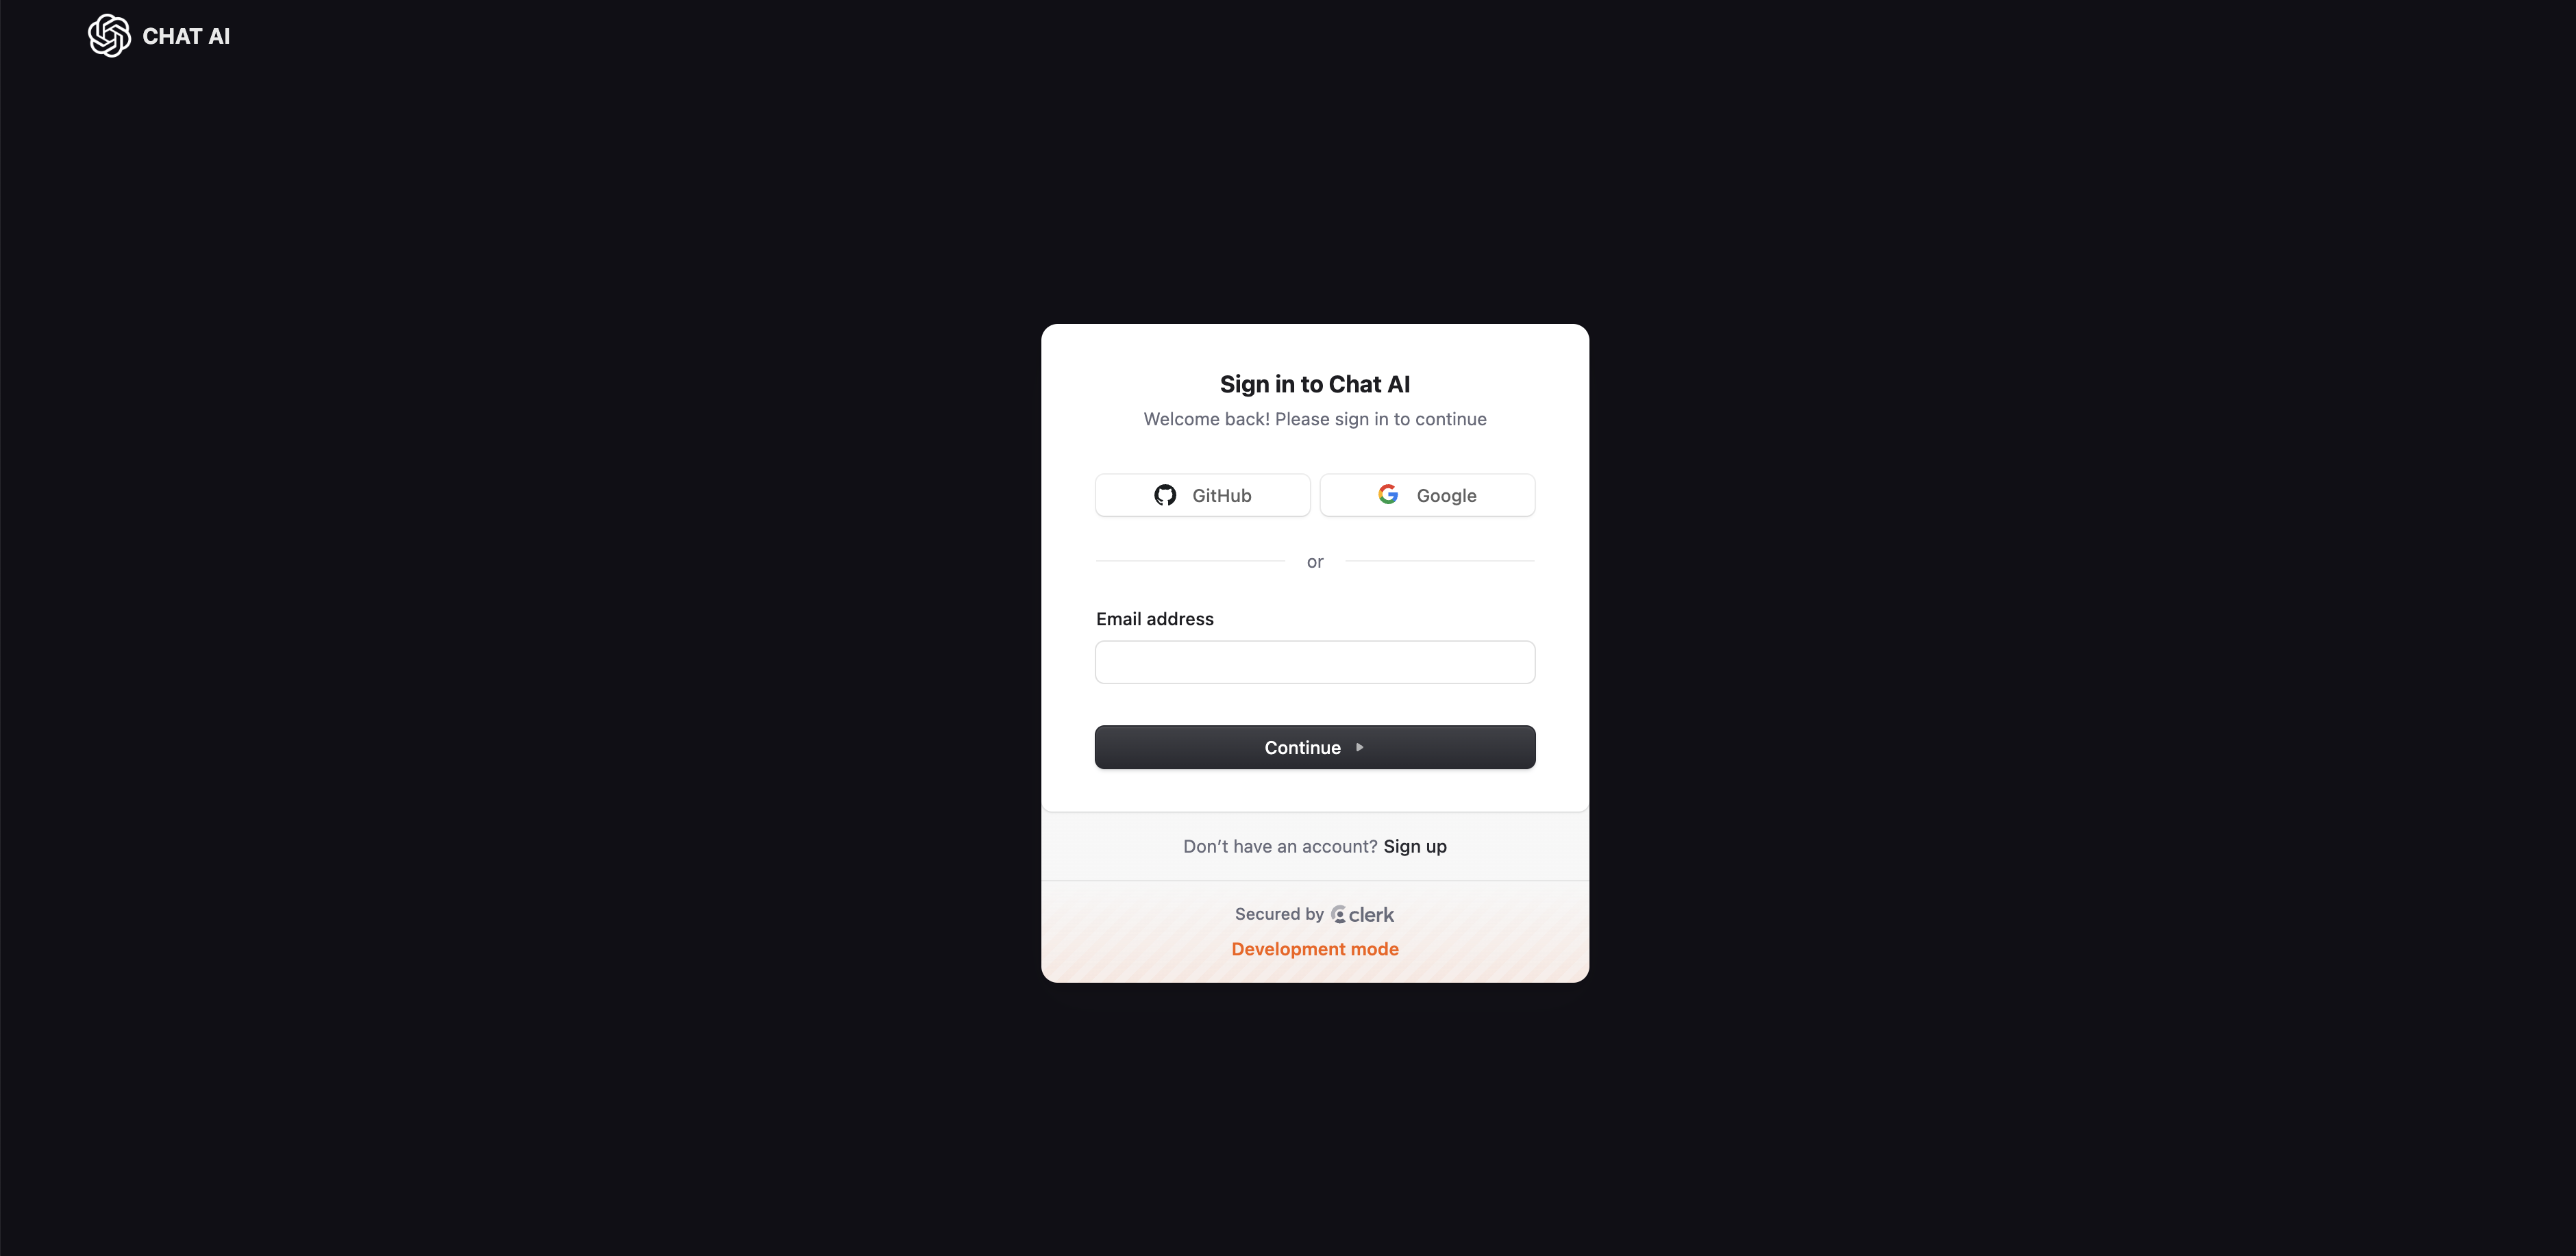 CHAT AI
Sign in to Chat AI
Welcome back! Please sign in to continue
GitHub
Google
or
Email address
Continue
Don’t have an account? Sign up
Secured by clerk
Development mode